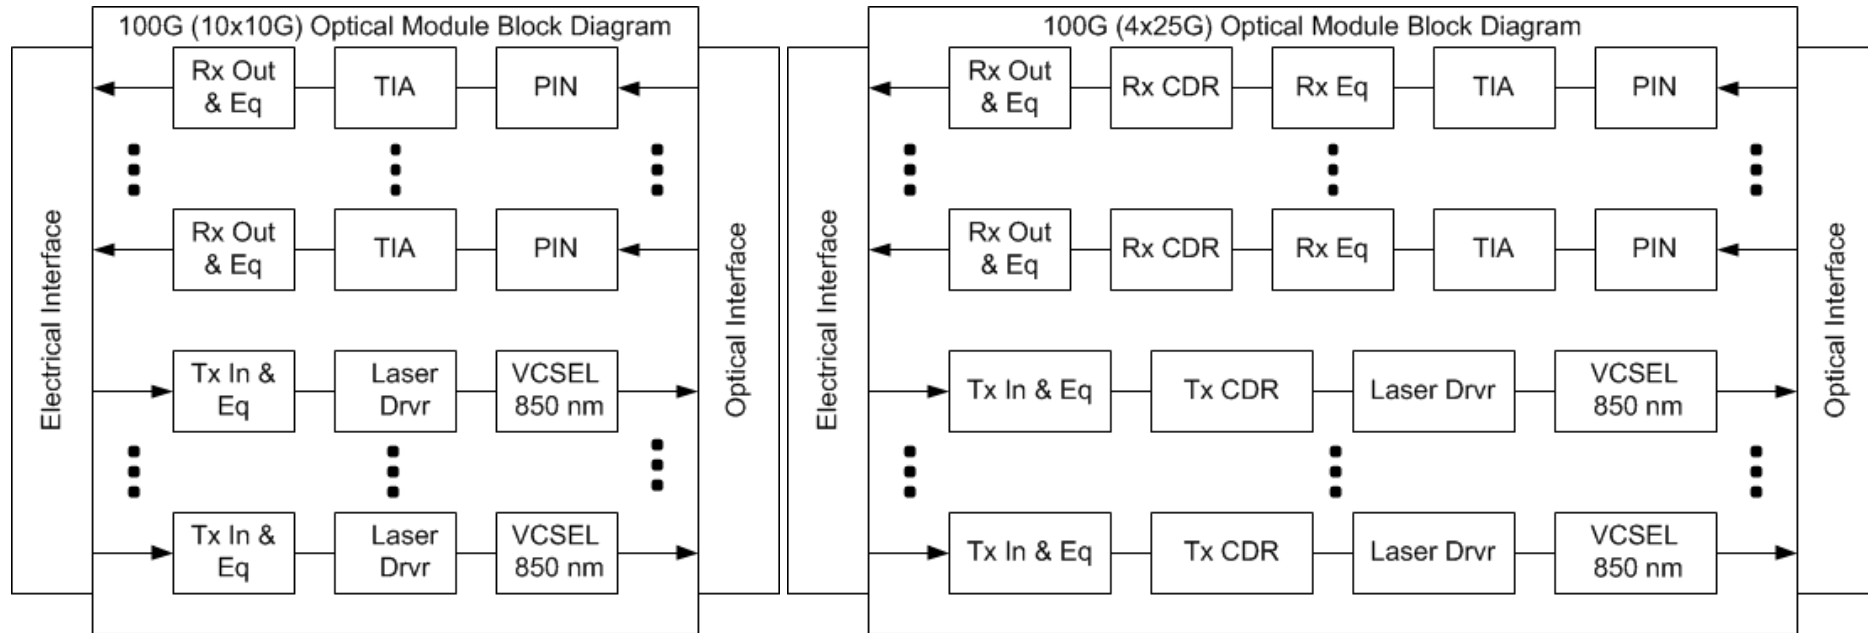 100G (10x10G) Optical Module Block Diagram
Electrical Interface
Rx Out
& Eq
TIA
PIN
Rx Out
& Eq
TIA
PIN
Tx In &
Eq
Laser
Drvr
VCSEL
850 nm
Tx In &
Eq
Laser
Drvr
VCSEL
850 nm
Optical Interface
100G (4x25G) Optical Module Block Diagram
Electrical Interface
Rx Out
& Eq
Rx CDR
Rx Eq
TIA
PIN
Rx Out
& Eq
Rx CDR
Rx Eq
TIA
PIN
Tx In & Eq
Tx CDR
Laser Drvr
VCSEL
850 nm
Tx In & Eq
Tx CDR
Laser Drvr
VCSEL
850 nm
Optical Interface